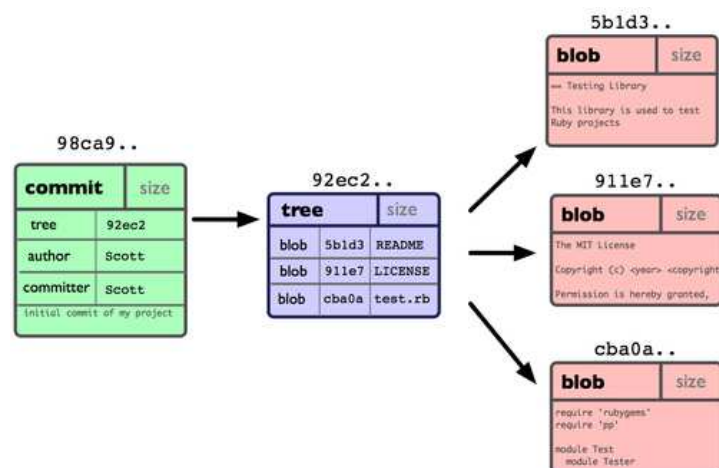 98ca9..
commit size
tree 92ec2
author Scott
committer Scott
initial commit of my project
92ec2..
tree size
blob 5b1d3 README
blob 911e7 LICENSE
blob cba0a test.rb
5b1d3..
blob size
== Testing Library
This library is used to test
Ruby projects
911e7..
blob size
The MIT License
Copyright (c) <year> <copyright
Permission is hereby granted,
cba0a..
blob size
require 'rubygems'
require 'pp'
module Test
module Tester